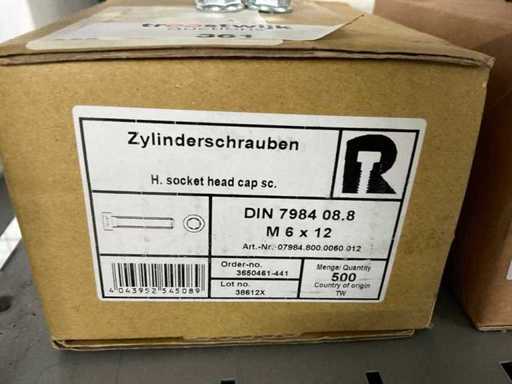 361
Zylinderschrauben
H. socket head cap sc.
R
DIN 7984 08.8
M 6 x 12
Art.-Nr. 07984.800.0060.012
Order-no.
3650461-441
Lot no.
38612X
Menge/ Quantity
500
Country of origin
TW
4 043952 545089